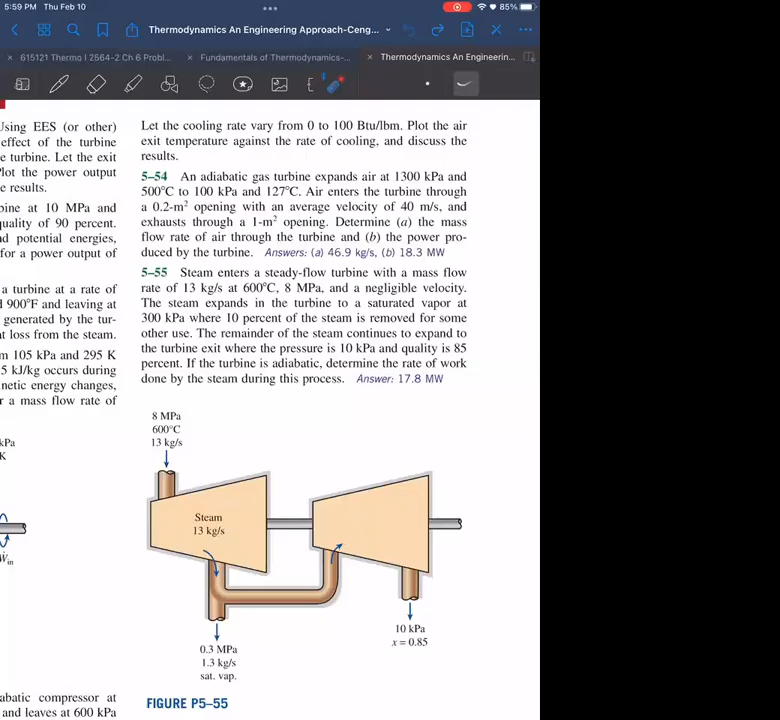 5:59 PM Thu Feb 10
85%
Thermodynamics An Engineering Approach-Ceng...
615121 Thermo I 2564-2 Ch 6 Probl...
Fundamentals of Thermodynamics-...
Thermodynamics An Engineerin...
Using EES (or other)
effect of the turbine
e turbine. Let the exit
Plot the power output
e results.
bine at 10 MPa and
quality of 90 percent.
nd potential energies,
for a power output of
a turbine at a rate of
d 900°F and leaving at
generated by the tur-
at loss from the steam.
m 105 kPa and 295 K
5 kJ/kg occurs during
netic energy changes,
r a mass flow rate of
kPa
K
Ẇin
abatic compressor at
and leaves at 600 kPa
Let the cooling rate vary from 0 to 100 Btu/lbm. Plot the air
exit temperature against the rate of cooling, and discuss the
results.
5–54 An adiabatic gas turbine expands air at 1300 kPa and
500°C to 100 kPa and 127°C. Air enters the turbine through
a 0.2-m² opening with an average velocity of 40 m/s, and
exhausts through a 1-m² opening. Determine (a) the mass
flow rate of air through the turbine and (b) the power pro-
duced by the turbine. Answers: (a) 46.9 kg/s, (b) 18.3 MW
5–55 Steam enters a steady-flow turbine with a mass flow
rate of 13 kg/s at 600°C, 8 MPa, and a negligible velocity.
The steam expands in the turbine to a saturated vapor at
300 kPa where 10 percent of the steam is removed for some
other use. The remainder of the steam continues to expand to
the turbine exit where the pressure is 10 kPa and quality is 85
percent. If the turbine is adiabatic, determine the rate of work
done by the steam during this process. Answer: 17.8 MW
8 MPa
600°C
13 kg/s
Steam
13 kg/s
10 kPa
x = 0.85
0.3 MPa
1.3 kg/s
sat. vap.
FIGURE P5–55